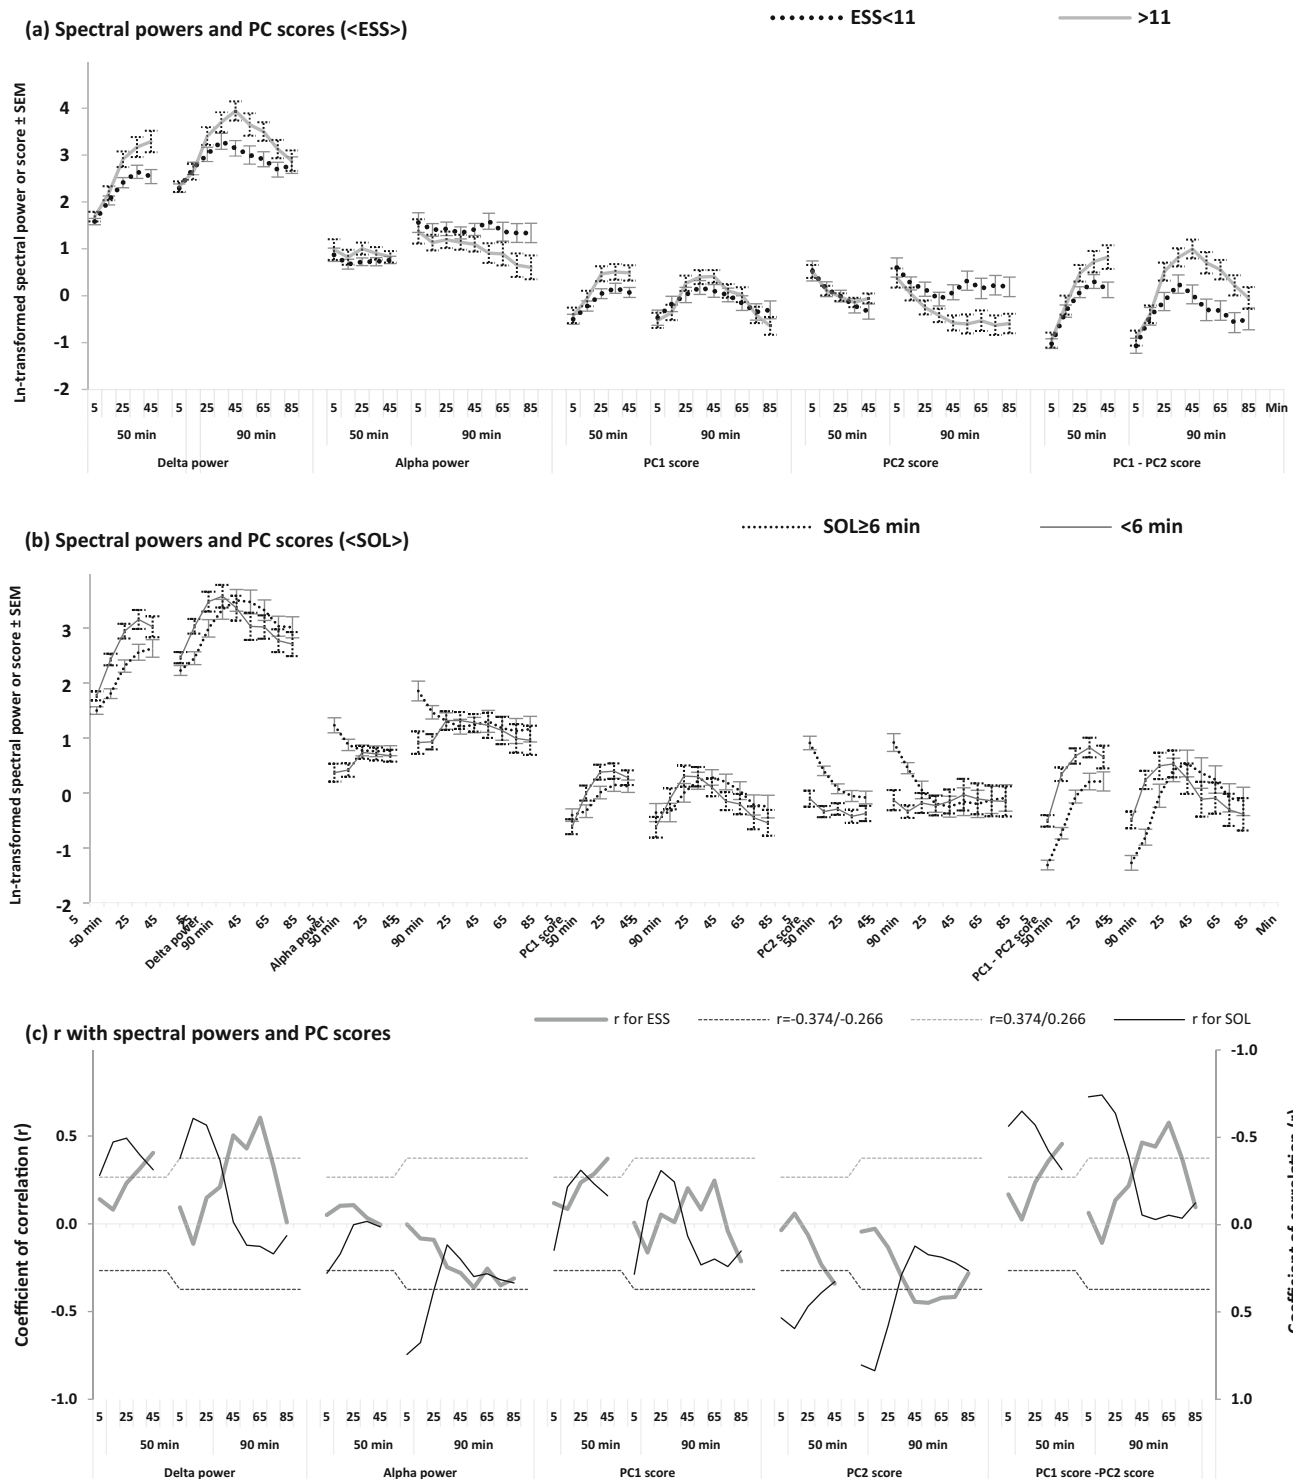 ESS<11 >11
(a) Spectral powers and PC scores (<ESS>)
Ln-transformed spectral power or score ± SEM
4
3
2
1
0
-1
-2
5 25 45 5 25 45 65 85 5 25 45 5 25 45 65 85 5 25 45 5 25 45 65 85 5 25 45 5 25 45 65 85 5 25 45 5 25 45 65 85 Min
50 min 90 min 50 min 90 min 50 min 90 min 50 min 90 min 50 min 90 min
Delta power Alpha power PC1 score PC2 score PC1 - PC2 score
SOL≥6 min <6 min
(b) Spectral powers and PC scores (<SOL>)
Ln-transformed spectral power or score ± SEM
3
2
1
0
-1
-2
5 25 45 5 25 45 65 85 5 25 45 5 25 45 65 85 5 25 45 5 25 45 65 85 5 25 45 5 25 45 65 85 5 25 45 5 25 45 65 85 Min
50 min 90 min 50 min 90 min 50 min 90 min 50 min 90 min 50 min 90 min
Delta power Alpha power PC1 score PC2 score PC1 - PC2 score
r for ESS r=-0.374/-0.266 r=0.374/0.266 r for SOL
(c) r with spectral powers and PC scores
Coefficient of correlation (r)
0.5
0.0
-0.5
-1.0
-1.0
-0.5
0.0
0.5
1.0
Coefficient of correlation (r)
5 25 45 5 25 45 65 85 5 25 45 5 25 45 65 85 5 25 45 5 25 45 65 85 5 25 45 5 25 45 65 85 5 25 45 5 25 45 65 85
50 min 90 min 50 min 90 min 50 min 90 min 50 min 90 min 50 min 90 min
Delta power Alpha power PC1 score PC2 score PC1 score -PC2 score